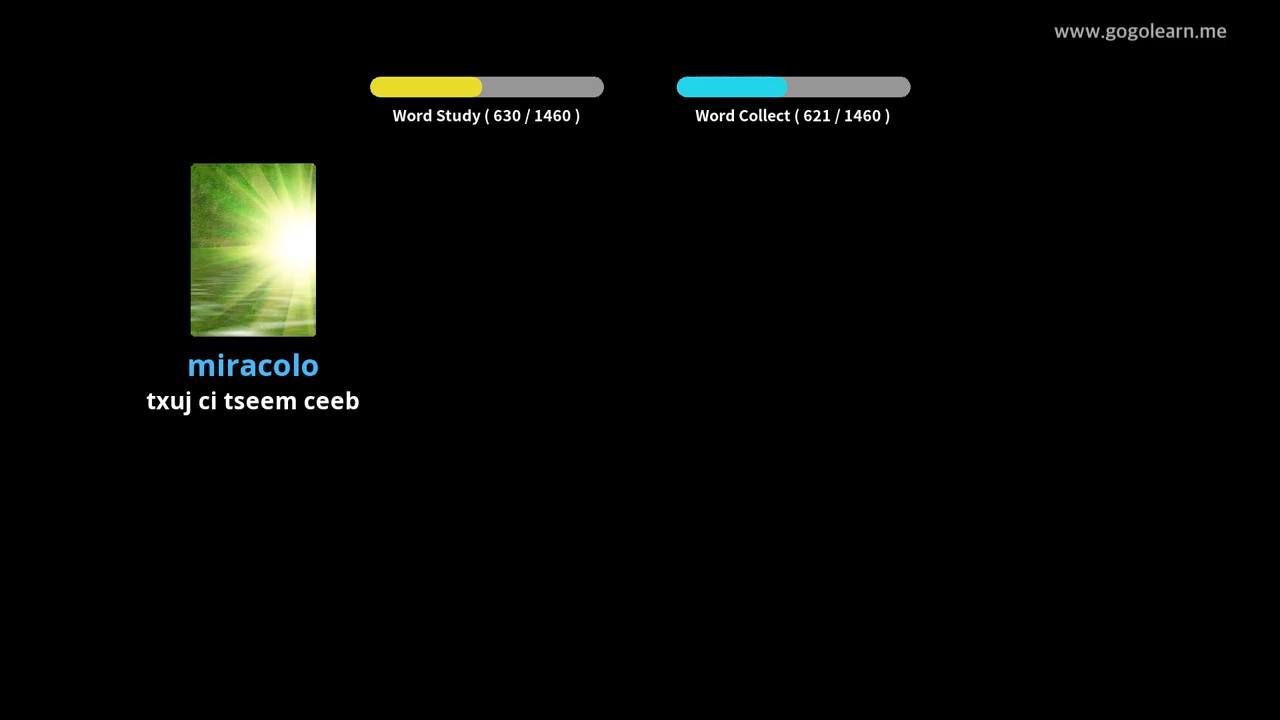 www.gogolearn.me
Word Study ( 630 / 1460 )
Word Collect ( 621 / 1460 )
miracolo
txuj ci tseem ceeb